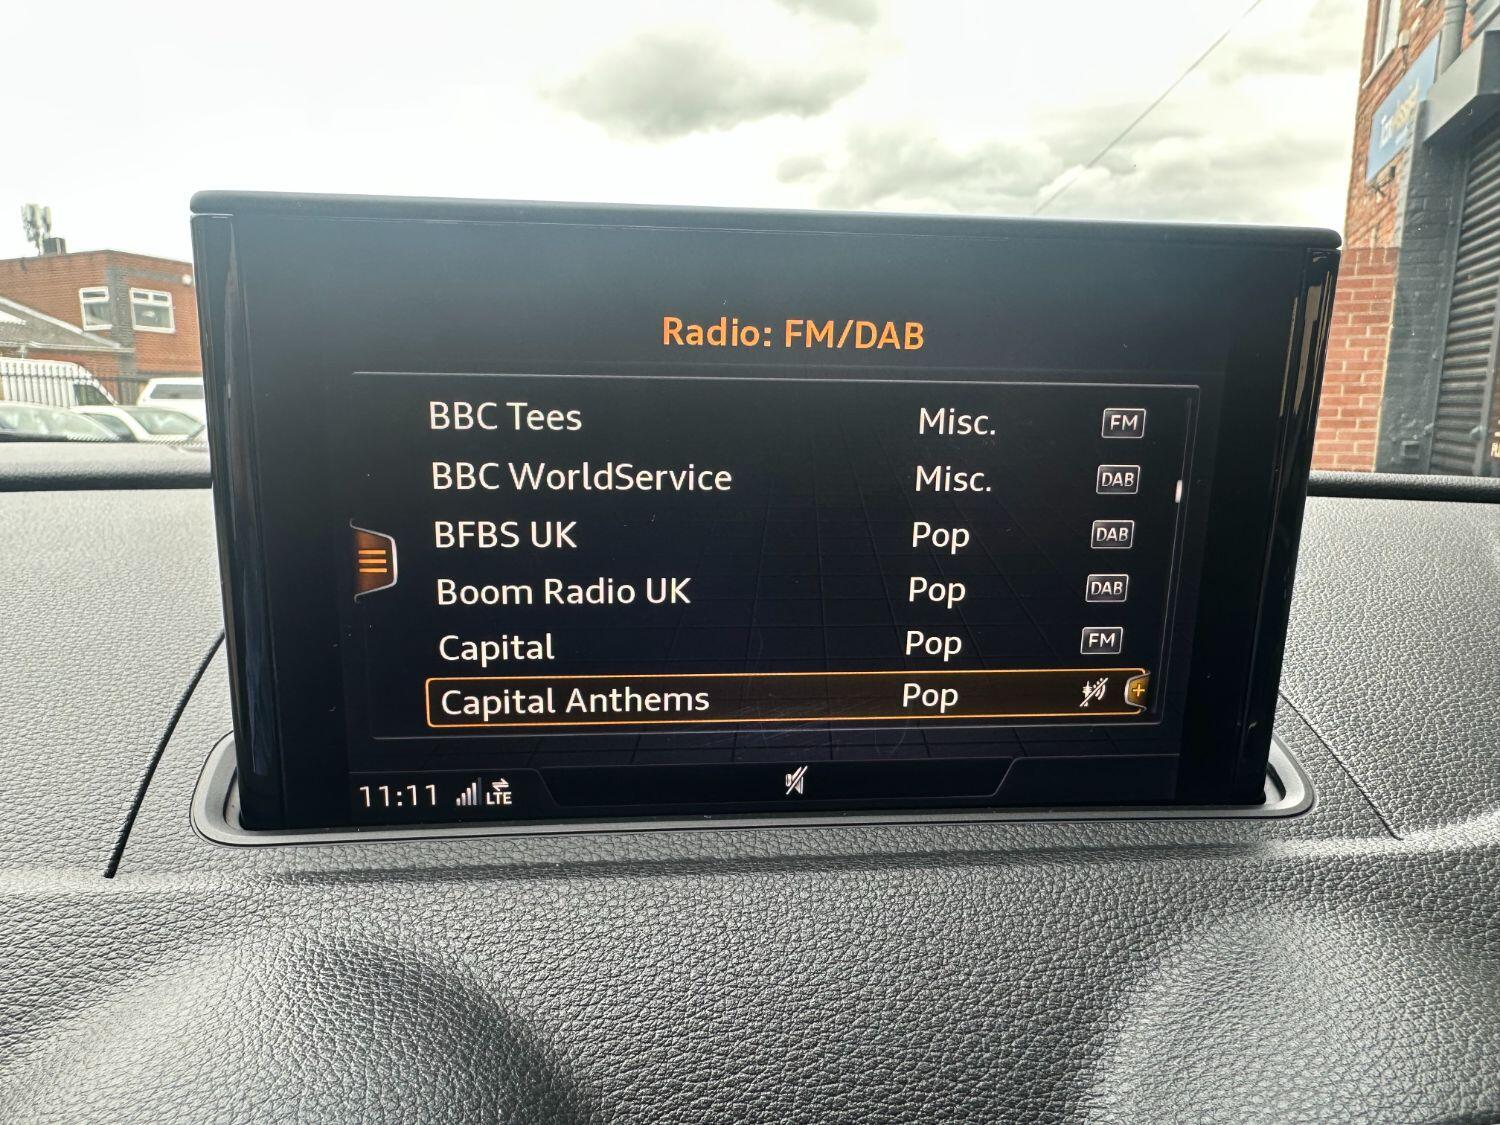 Radio: FM/DAB
BBC Tees Misc. FM
BBC WorldService Misc. DAB
BFBS UK Pop DAB
Boom Radio UK Pop DAB
Capital Pop FM
Capital Anthems Pop
11:11 LTE